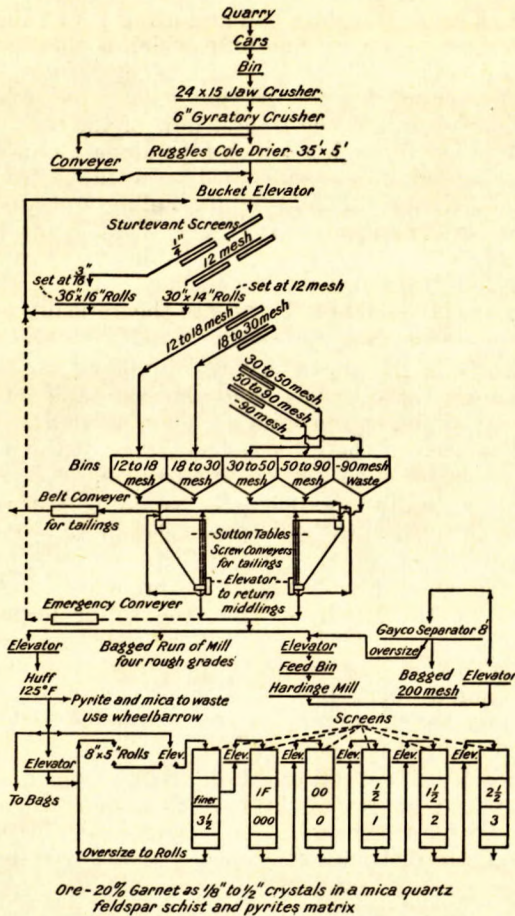 Quarry
Cars
Bin
24 x 15 Jaw Crusher
6" Gyratory Crusher
Conveyer
Ruggles Cole Drier 35' x 5'
Bucket Elevator
Sturtevant Screens
1/4"
12 mesh
set at 3/16"
36" x 16" Rolls
30" x 14" Rolls
set at 12 mesh
12 to 18 mesh
18 to 30 mesh
30 to 50 mesh
50 to 90 mesh
-90 mesh
Bins
12 to 18 mesh
18 to 30 mesh
30 to 50 mesh
50 to 90 mesh
-90 mesh waste
Belt Conveyer
for tailings
Sutton Tables
Screw Conveyers
for tailings
Elevator
to return
middlings
Emergency Conveyer
Elevator
Bagged Run of Mill
four rough grades
Elevator
Feed Bin
Hardinge Mill
Gayco Separator 8'
oversize
Bagged
200 mesh
Elevator
Huff
125° F
Pyrite and mica to waste
use wheelbarrow
Screens
Elevator
8" x 5" Rolls
Elev.
Elev.
Elev.
Elev.
Elev.
Elev.
To Bags
finer
3 1/2
1F
000
00
0
1/2
1
1 1/2
2
2 1/2
3
Oversize to Rolls
Ore - 20% Garnet as 1/8" to 1/2" crystals in a mica quartz
feldspar schist and pyrites matrix